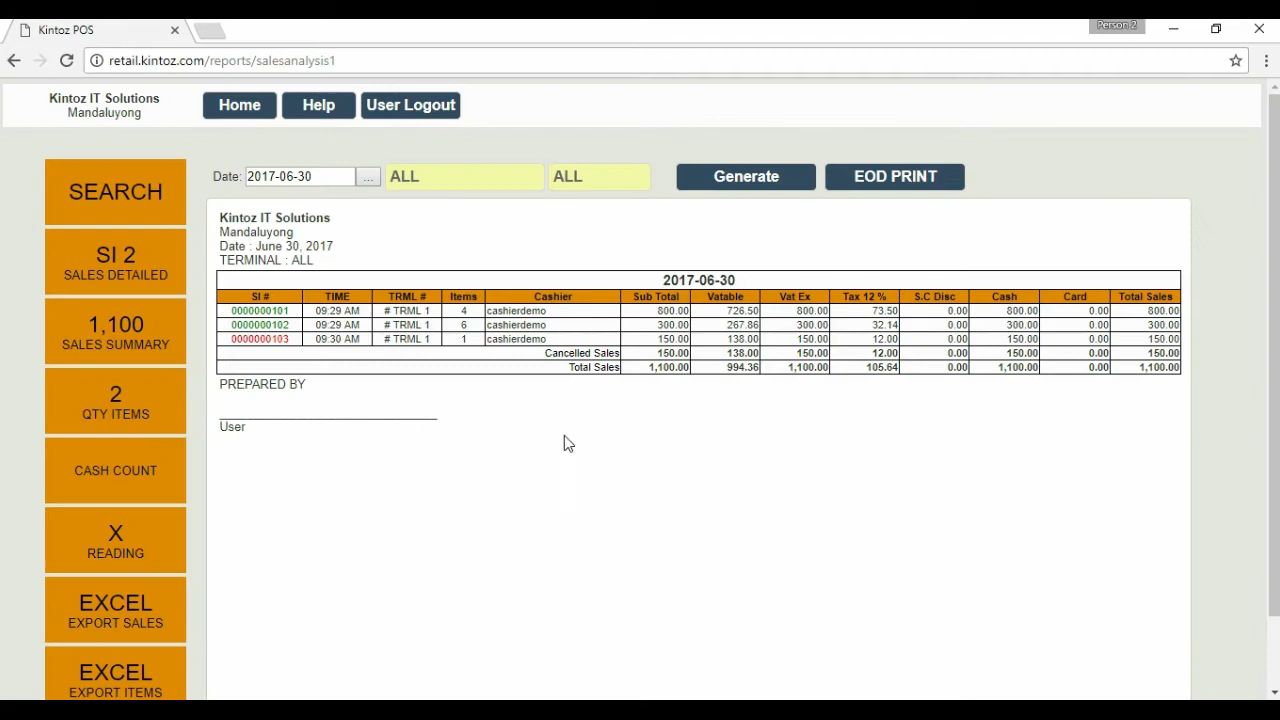 Kintoz POS
Person 2
retail.kintoz.com/reports/salesanalysis1
Kintoz IT Solutions
Mandaluyong
Home Help User Logout
Date: 2017-06-30 ... ALL ALL Generate EOD PRINT
SEARCH
SI 2
SALES DETAILED
1,100
SALES SUMMARY
2
QTY ITEMS
CASH COUNT
X
READING
EXCEL
EXPORT SALES
EXCEL
EXPORT ITEMS
Kintoz IT Solutions
Mandaluyong
Date : June 30, 2017
TERMINAL : ALL
2017-06-30
SI # TIME TRML # Items Cashier Sub Total Vatable Vat Ex Tax 12 % S.C Disc Cash Card Total Sales
0000000101 09:29 AM # TRML 1 4 cashierdemo 800.00 726.50 800.00 73.50 0.00 800.00 0.00 800.00
0000000102 09:29 AM # TRML 1 6 cashierdemo 300.00 267.86 300.00 32.14 0.00 300.00 0.00 300.00
0000000103 09:30 AM # TRML 1 1 cashierdemo 150.00 138.00 150.00 12.00 0.00 150.00 0.00 150.00
Cancelled Sales 150.00 138.00 150.00 12.00 0.00 150.00 0.00 150.00
Total Sales 1,100.00 994.36 1,100.00 105.64 0.00 1,100.00 0.00 1,100.00
PREPARED BY
User